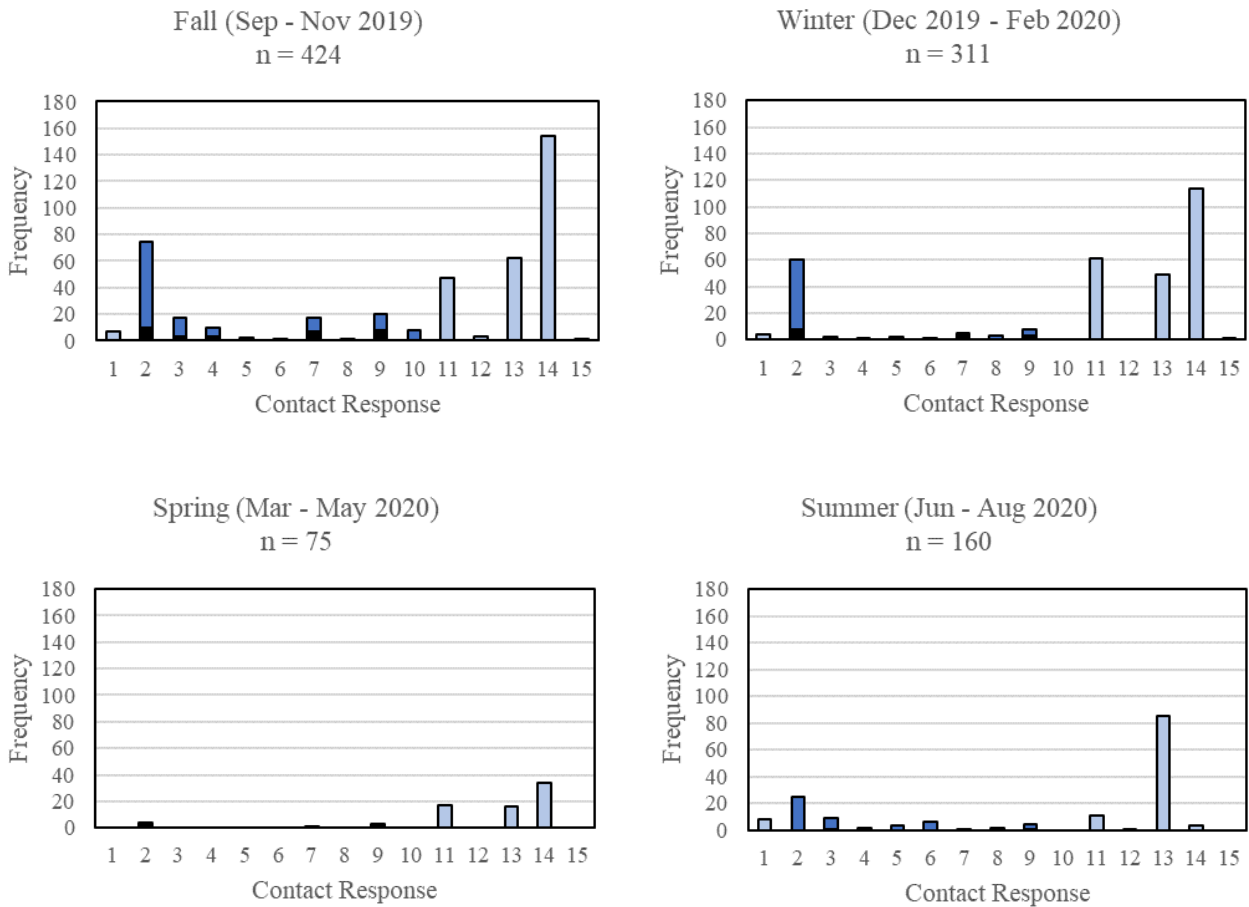 Fall (Sep - Nov 2019)
n = 424
180
160
140
120
100
80
60
40
20
0
Frequency
1 2 3 4 5 6 7 8 9 10 11 12 13 14 15
Contact Response
Winter (Dec 2019 - Feb 2020)
n = 311
180
160
140
120
100
80
60
40
20
0
Frequency
1 2 3 4 5 6 7 8 9 10 11 12 13 14 15
Contact Response
Spring (Mar - May 2020)
n = 75
180
160
140
120
100
80
60
40
20
0
Frequency
1 2 3 4 5 6 7 8 9 10 11 12 13 14 15
Contact Response
Summer (Jun - Aug 2020)
n = 160
180
160
140
120
100
80
60
40
20
0
Frequency
1 2 3 4 5 6 7 8 9 10 11 12 13 14 15
Contact Response